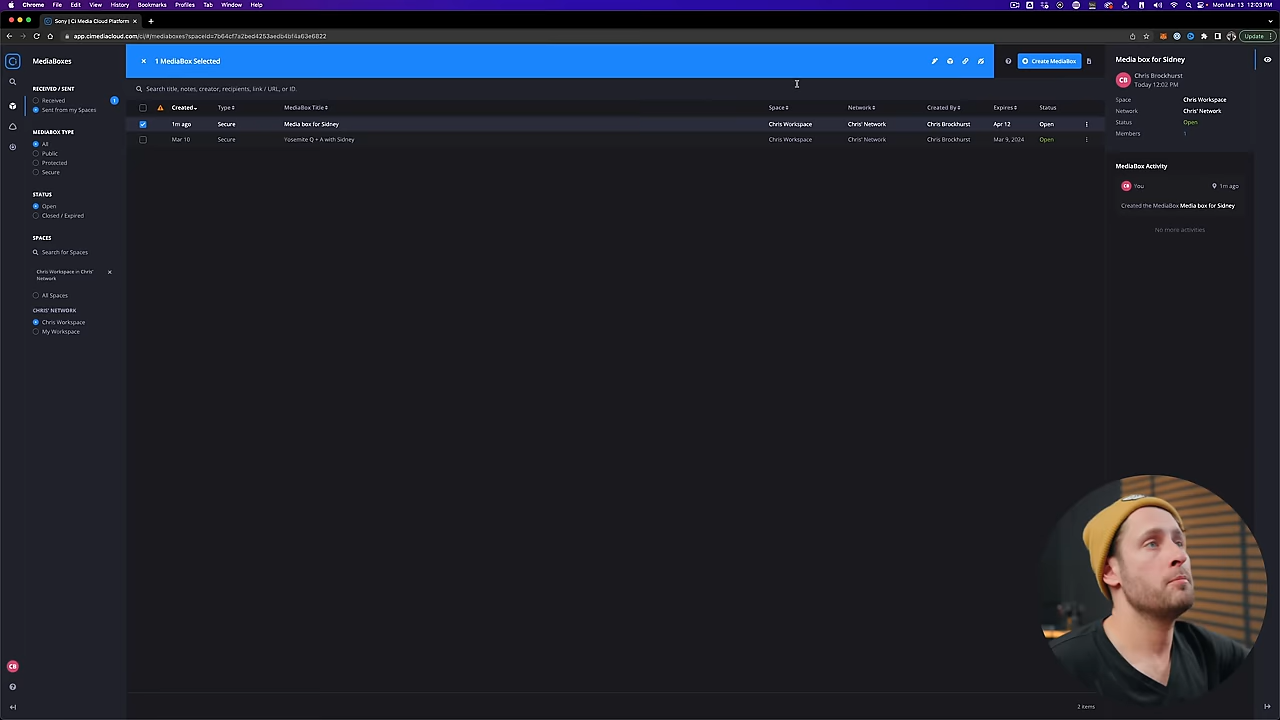 Chrome File Edit View History Bookmarks Profiles Tab Window Help
Mon Mar 13 12:03 PM
Sony | Ci Media Cloud Platform
app.cimediacloud.com/ci/#/mediaboxes?spaceId=7b64cf7a2bed4253aedb4bf4a63e6822
Update
Ci
MediaBoxes
RECEIVED / SENT
Received 1
Sent from my Spaces
MEDIABOX TYPE
All
Public
Protected
Secure
STATUS
Open
Closed / Expired
SPACES
Search for Spaces
Chris Workspace in Chris'
Network
All Spaces
CHRIS' NETWORK
Chris Workspace
My Workspace
CB
1 MediaBox Selected
Create MediaBox
Search title, notes, creator, recipients, link / URL, or ID.
Created Type MediaBox Title Space Network Created By Expires Status
1m ago Secure Media box for Sidney Chris Workspace Chris' Network Chris Brockhurst Apr 12 Open
Mar 10 Secure Yosemite Q + A with Sidney Chris Workspace Chris' Network Chris Brockhurst Mar 9, 2024 Open
2 items
Media box for Sidney
CB Chris Brockhurst
Today 12:02 PM
Space Chris Workspace
Network Chris' Network
Status Open
Members 1
MediaBox Activity
CB You 1m ago
Created the MediaBox Media box for Sidney
No more activities